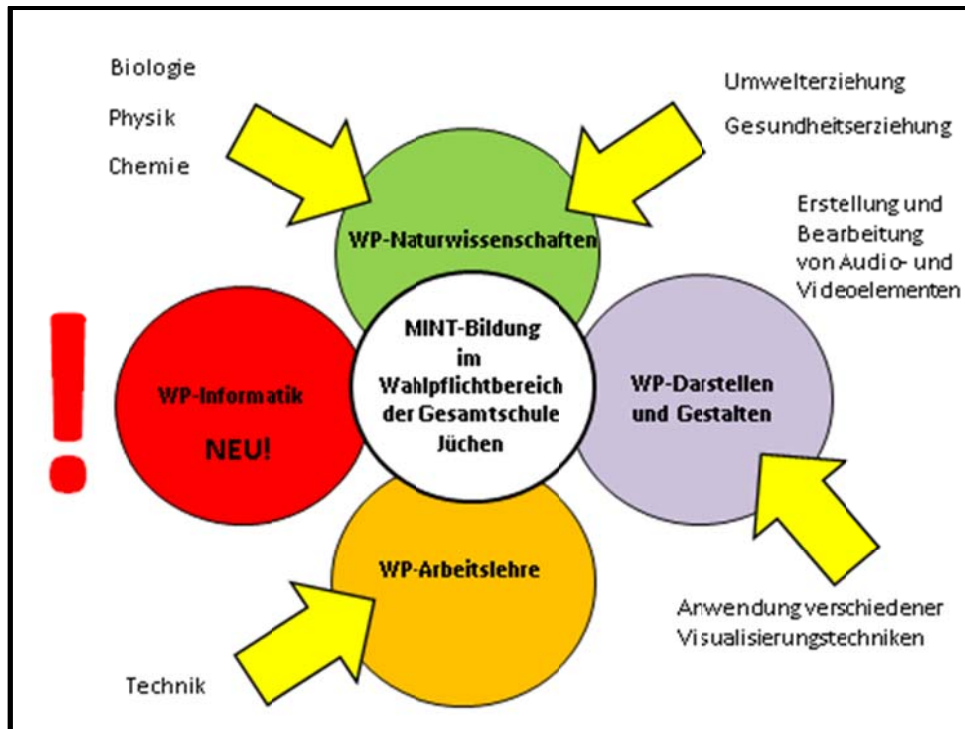 Biologie
Physik
Chemie
Umwelterziehung
Gesundheitserziehung
Erstellung und
Bearbeitung
von Audio- und
Videoelementen
WP-Naturwissenschaften
MINT-Bildung
im
Wahlpflichtbereich
der Gesamtschule
Jüchen
!
WP-Informatik
NEU!
WP-Darstellen
und Gestalten
WP-Arbeitslehre
Anwendung verschiedener
Visualisierungstechniken
Technik